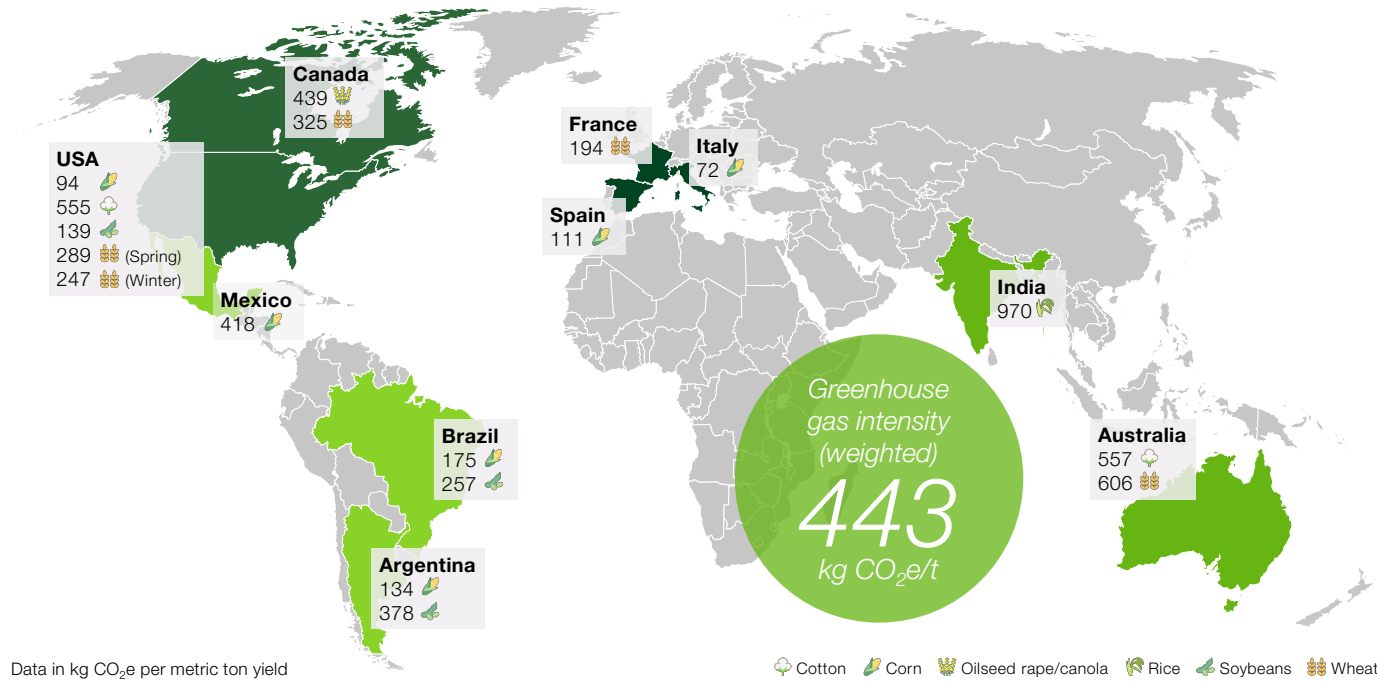 Canada
439
325
USA
94
555
139
289 (Spring)
247 (Winter)
Mexico
418
France
194
Italy
72
Spain
111
India
970
Brazil
175
257
Argentina
134
378
Australia
557
606
Greenhouse
gas intensity
(weighted)
443
kg CO₂e/t
Data in kg CO₂e per metric ton yield
Cotton Corn Oilseed rape/canola Rice Soybeans Wheat